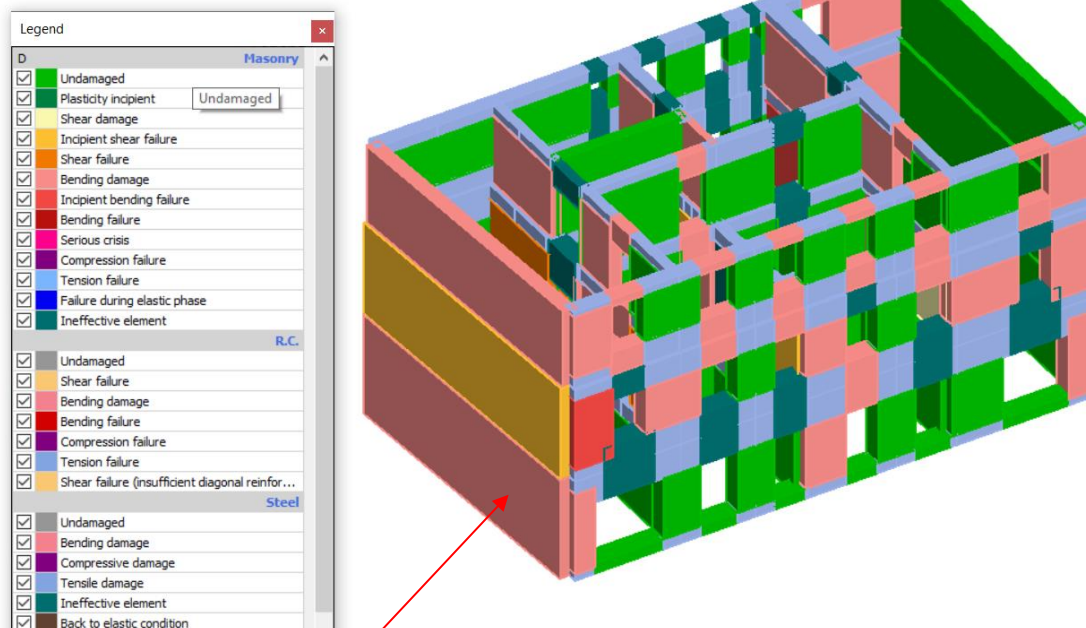 Legend
D Masonry
Undamaged
Plasticity incipient
Undamaged
Shear damage
Incipient shear failure
Shear failure
Bending damage
Incipient bending failure
Bending failure
Serious crisis
Compression failure
Tension failure
Failure during elastic phase
Ineffective element
R.C.
Undamaged
Shear failure
Bending damage
Bending failure
Compression failure
Tension failure
Shear failure (insufficient diagonal reinfor...
Steel
Undamaged
Bending damage
Compressive damage
Tensile damage
Ineffective element
Back to elastic condition